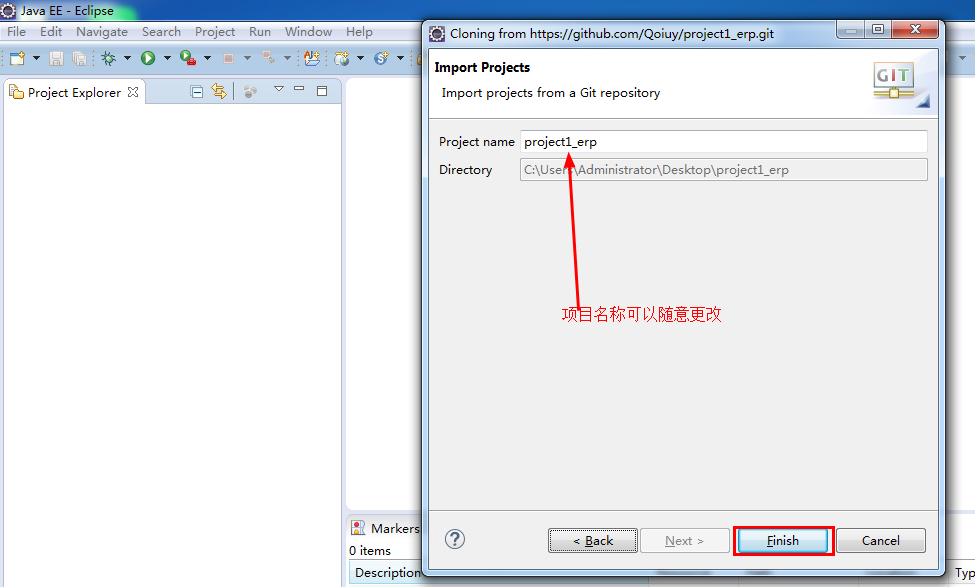 Java EE - Eclipse
File Edit Navigate Search Project Run Window Help
Project Explorer
Cloning from https://github.com/Qoiuy/project1_erp.git
Import Projects
Import projects from a Git repository
GIT
Project name project1_erp
Directory C:\Users\Administrator\Desktop\project1_erp
项目名称可以随意更改
Markers
0 items
Description
Typ
< Back Next > Finish Cancel